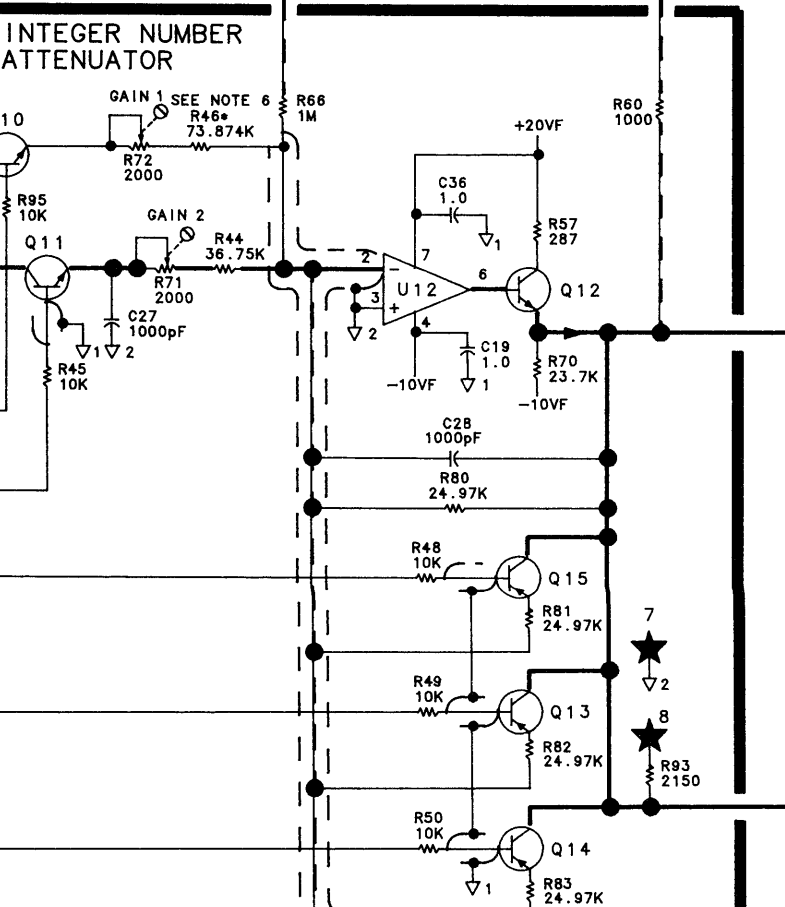 INTEGER NUMBER
ATTENUATOR
GAIN 1
SEE NOTE 6
R46*
73.874K
R66
1M
R60
1000
10
R72
2000
+20VF
C36
1.0
1
R57
287
R95
10K
GAIN 2
Q11
R44
36.75K
R71
2000
2
−
7
U12
6
3
+
4
2
Q12
C27
1000pF
1
2
R45
10K
C19
1.0
1
−10VF
R70
23.7K
−10VF
C28
1000pF
R80
24.97K
R48
10K
Q15
R81
24.97K
7
2
R49
10K
Q13
R82
24.97K
8
R93
2150
R50
10K
Q14
1
R83
24.97K